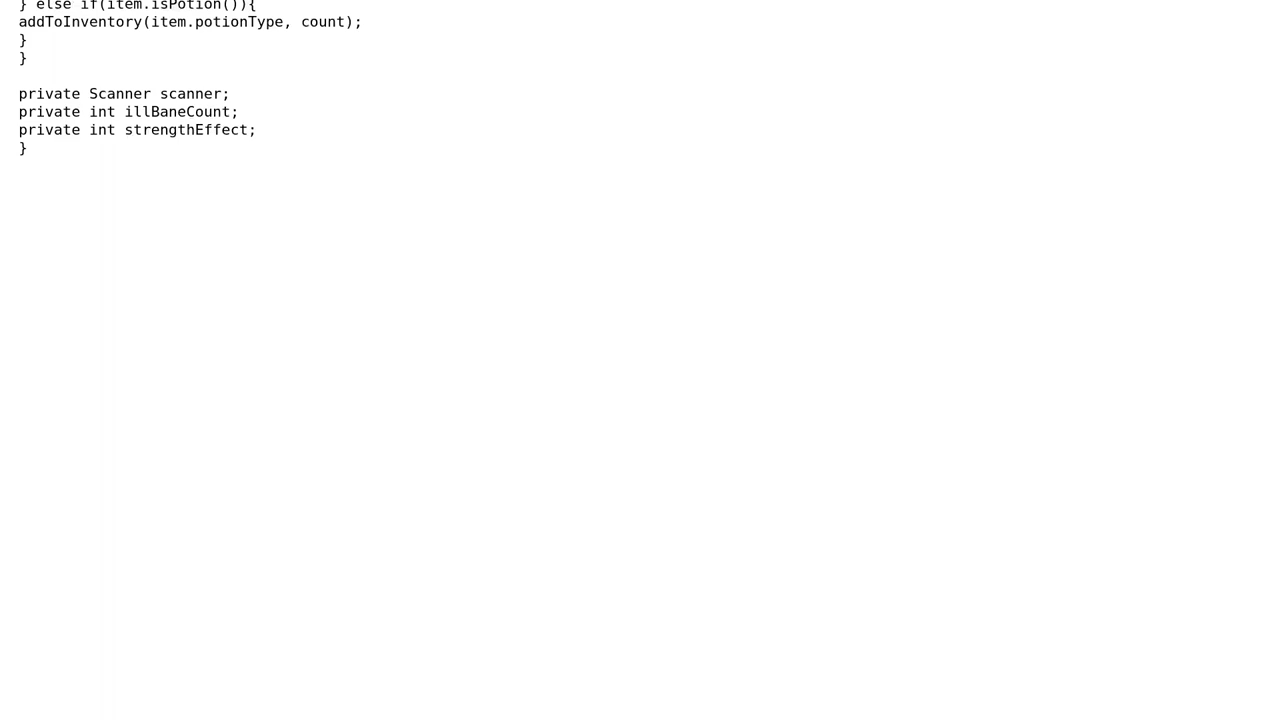 } else if(item.isPotion()){
addToInventory(item.potionType, count);
}
}

private Scanner scanner;
private int illBaneCount;
private int strengthEffect;
}